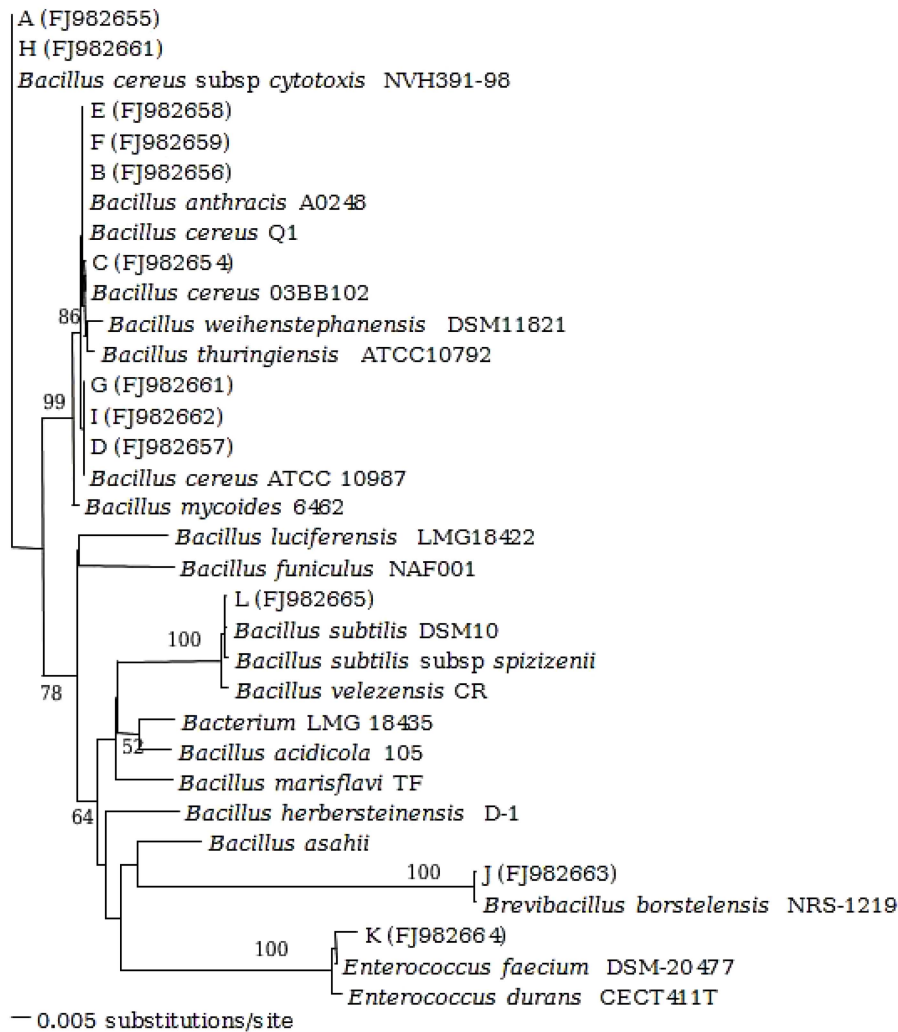 A (FJ982655)
H (FJ982661)
Bacillus cereus subsp cytotoxis NVH391-98
E (FJ982658)
F (FJ982659)
B (FJ982656)
Bacillus anthracis A0248
Bacillus cereus Q1
C (FJ982654)
Bacillus cereus 03BB102
86
Bacillus weihenstephanensis DSM11821
Bacillus thuringiensis ATCC10792
G (FJ982661)
99
I (FJ982662)
D (FJ982657)
Bacillus cereus ATCC 10987
Bacillus mycoides 6462
Bacillus luciferensis LMG18422
Bacillus funiculus NAF001
L (FJ982665)
Bacillus subtilis DSM10
100
Bacillus subtilis subsp spizizenii
78
Bacillus velezensis CR
Bacterium LMG 18435
52
Bacillus acidicola 105
Bacillus marisflavi TF
64
Bacillus herbersteinensis D-1
Bacillus asahii
100
J (FJ982663)
Brevibacillus borstelensis NRS-1219
K (FJ982664)
100
Enterococcus faecium DSM-20477
Enterococcus durans CECT411T
0.005 substitutions/site